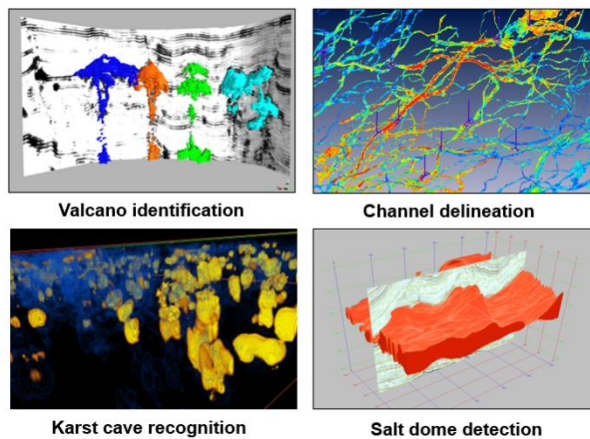 Valcano identification
Channel delineation
Karst cave recognition
Salt dome detection